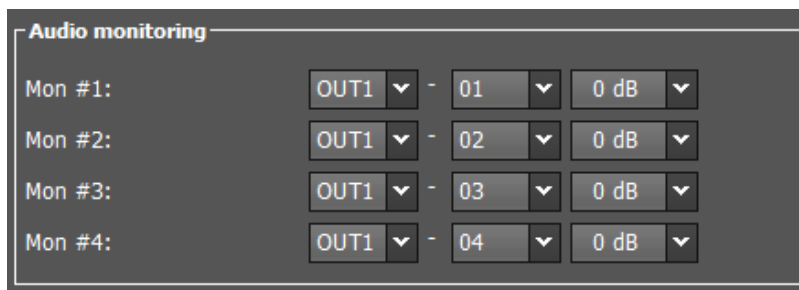 Audio monitoring
Mon #1: OUT1 - 01 0 dB
Mon #2: OUT1 - 02 0 dB
Mon #3: OUT1 - 03 0 dB
Mon #4: OUT1 - 04 0 dB